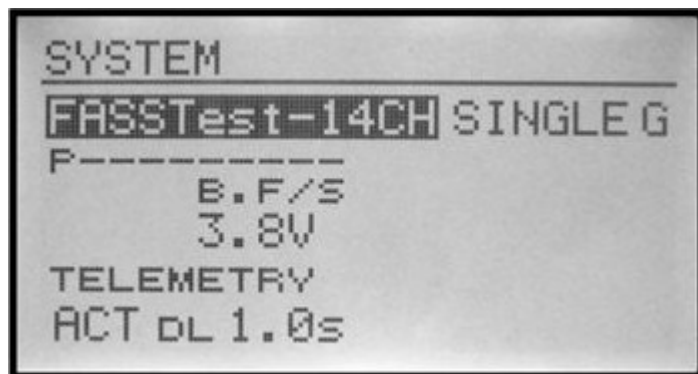 SYSTEM
FASSTest-14CH SINGLE G
P----------
B.F/S
3.8V
TELEMETRY
ACT DL 1.0s